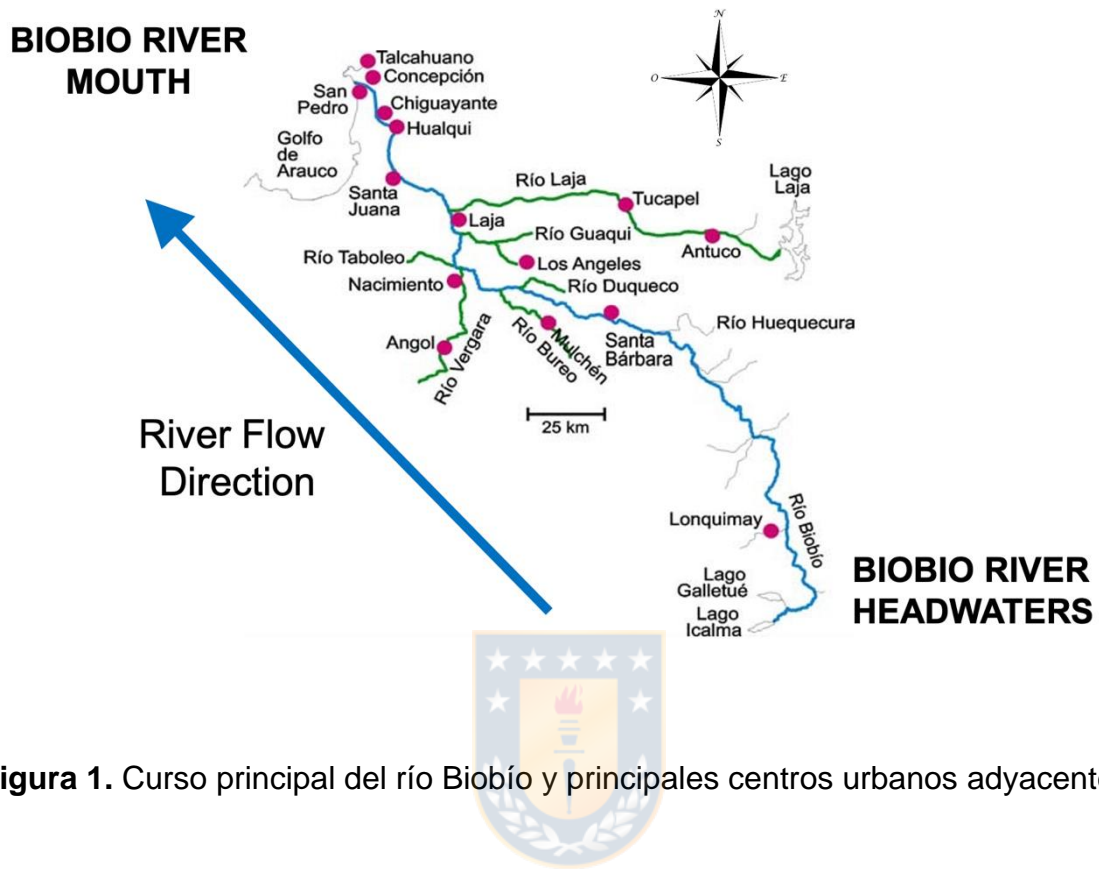 BIOBIO RIVER
MOUTH
N
O
E
S
Talcahuano
Concepción
San
Pedro
Chiguayante
Hualqui
Golfo
de
Arauco
Santa
Juana
Río Laja
Tucapel
Lago
Laja
Laja
Río Guaqui
Antuco
Río Taboleo
Los Angeles
Nacimiento
Río Duqueco
Río Huequecura
Angol
Río Vergara
Río Bureo
Mulchén
Santa
Bárbara
25 km
River Flow
Direction
Lonquimay
Río Biobío
Lago
Galletué
Lago
Icalma
BIOBIO RIVER
HEADWATERS
igura 1. Curso principal del río Biobío y principales centros urbanos adyacente